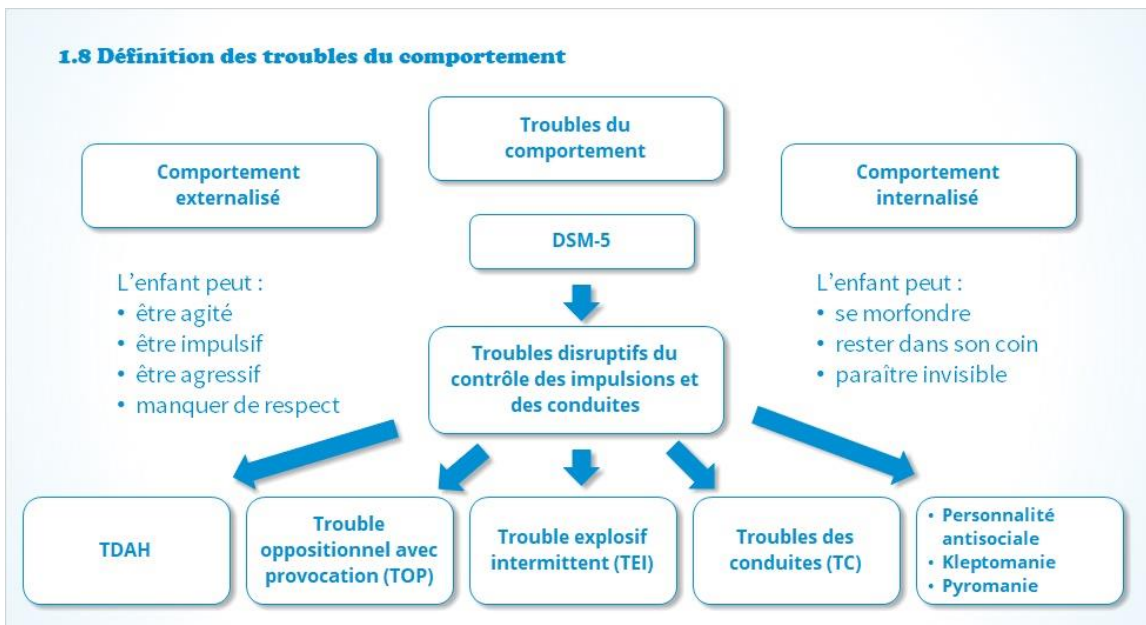 1.8 Définition des troubles du comportement
Troubles du
comportement
Comportement
externalisé
Comportement
internalisé
DSM-5
L'enfant peut :
• être agité
• être impulsif
• être agressif
• manquer de respect
L'enfant peut :
• se morfondre
• rester dans son coin
• paraître invisible
Troubles disruptifs du
contrôle des impulsions et
des conduites
TDAH
Trouble
oppositionnel avec
provocation (TOP)
Trouble explosif
intermittent (TEI)
Troubles des
conduites (TC)
• Personnalité
antisociale
• Kleptomanie
• Pyromanie